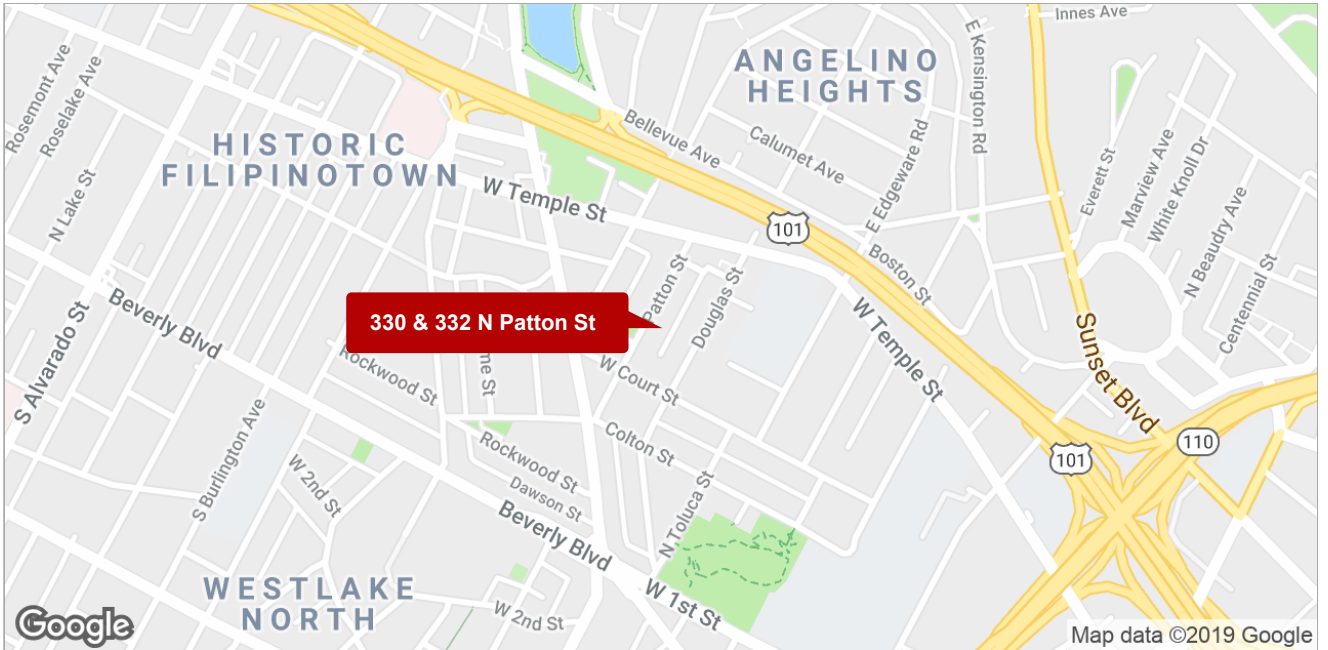 Innes Ave
Rosemont Ave
Roselake Ave
E Kensington Rd
ANGELINO
HEIGHTS
Bellevue Ave
Calumet Ave
E Edgeware Rd
HISTORIC
FILIPINOTOWN
W Temple St
Everett St
Marview Ave
White Knoll Dr
N Lake St
101
N Beaudry Ave
Boston St
Centennial St
Patton St
Douglas St
Beverly Blvd
S Alvarado St
330 & 332 N Patton St
W Temple St
Sunset Blvd
Rockwood St
me St
W Court St
S Burlington Ave
Colton St
110
101
Rockwood St
W 2nd St
Dawson St
N Toluca St
Beverly Blvd
WESTLAKE
NORTH
W 1st St
W 2nd St
Google
Map data ©2019 Google